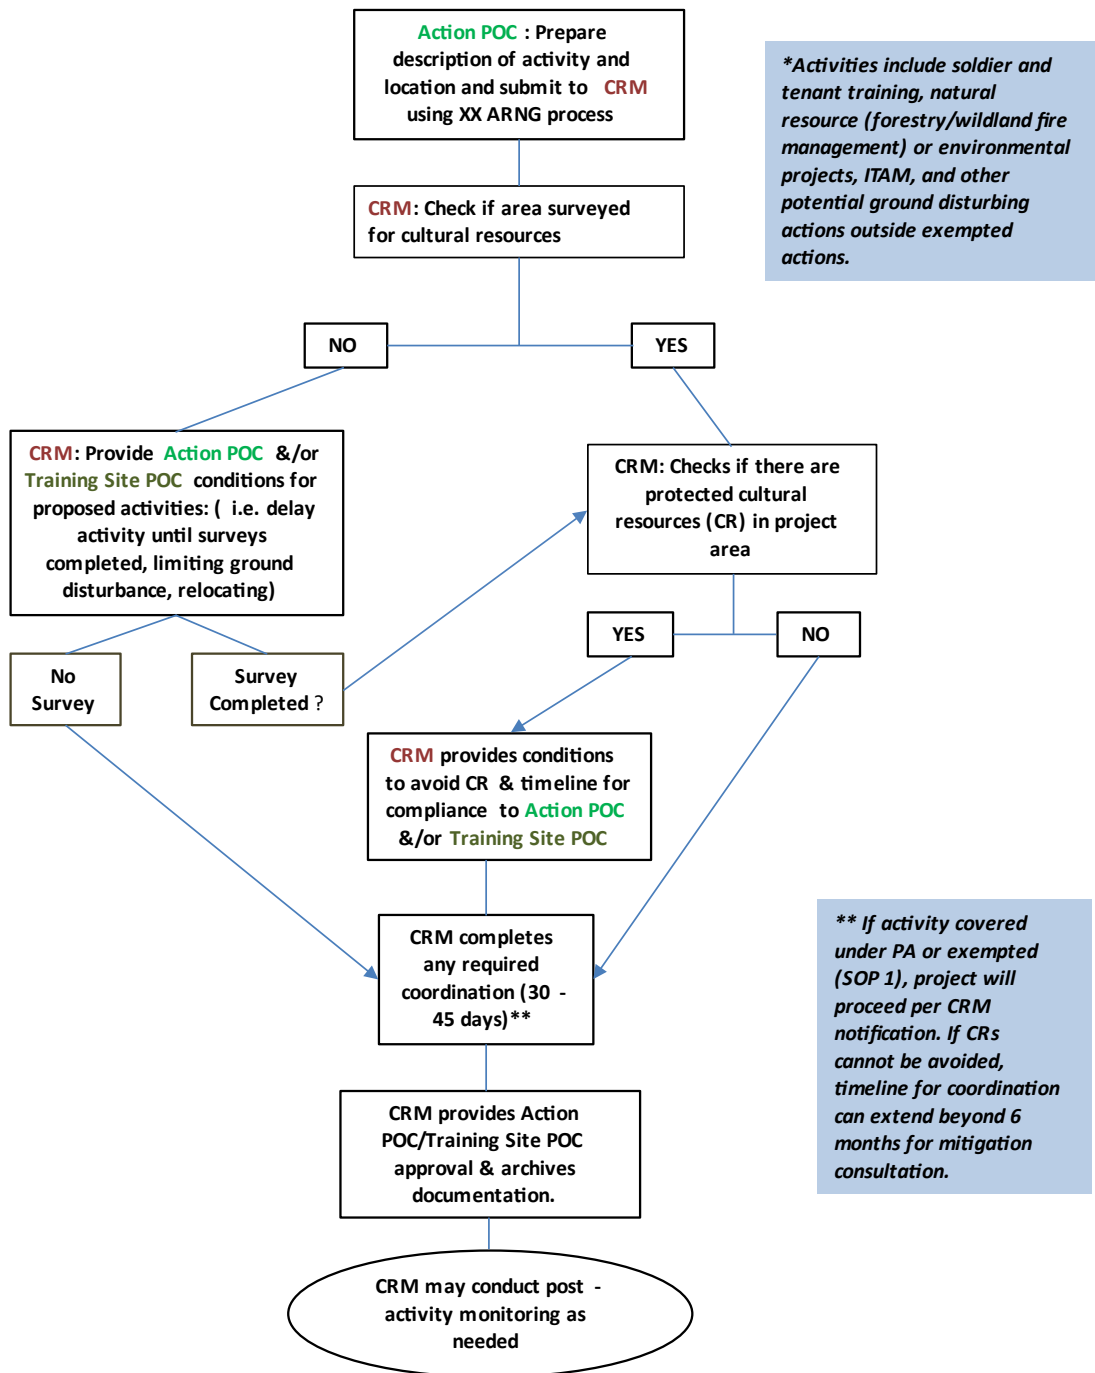 Action POC : Prepare
description of activity and
location and submit to CRM
using XX ARNG process
*Activities include soldier and
tenant training, natural
resource (forestry/wildland fire
management) or environmental
projects, ITAM, and other
potential ground disturbing
actions outside exempted
actions.
CRM: Check if area surveyed
for cultural resources
NO
YES
CRM: Provide Action POC &/or
Training Site POC conditions for
proposed activities: ( i.e. delay
activity until surveys
completed, limiting ground
disturbance, relocating)
CRM: Checks if there are
protected cultural
resources (CR) in project
area
No
Survey
Survey
Completed ?
YES
NO
CRM provides conditions
to avoid CR & timeline for
compliance to Action POC
&/or Training Site POC
CRM completes
any required
coordination (30 -
45 days)**
** If activity covered
under PA or exempted
(SOP 1), project will
proceed per CRM
notification. If CRs
cannot be avoided,
timeline for coordination
can extend beyond 6
months for mitigation
consultation.
CRM provides Action
POC/Training Site POC
approval & archives
documentation.
CRM may conduct post -
activity monitoring as
needed